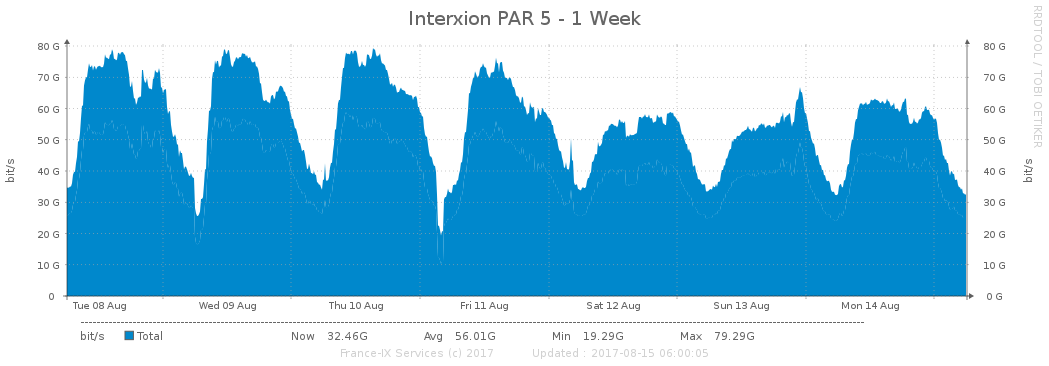 Interxion PAR 5 - 1 Week
RRDTOOL / TOBI OETIKER
80 G 80 G
70 G 70 G
60 G 60 G
50 G 50 G
40 G 40 G
30 G 30 G
20 G 20 G
10 G 10 G
0 0 G
bit/s bit/s
Tue 08 Aug Wed 09 Aug Thu 10 Aug Fri 11 Aug Sat 12 Aug Sun 13 Aug Mon 14 Aug
bit/s Total Now 32.46G Avg 56.01G Min 19.29G Max 79.29G
France-IX Services (c) 2017 Updated : 2017-08-15 06:00:05